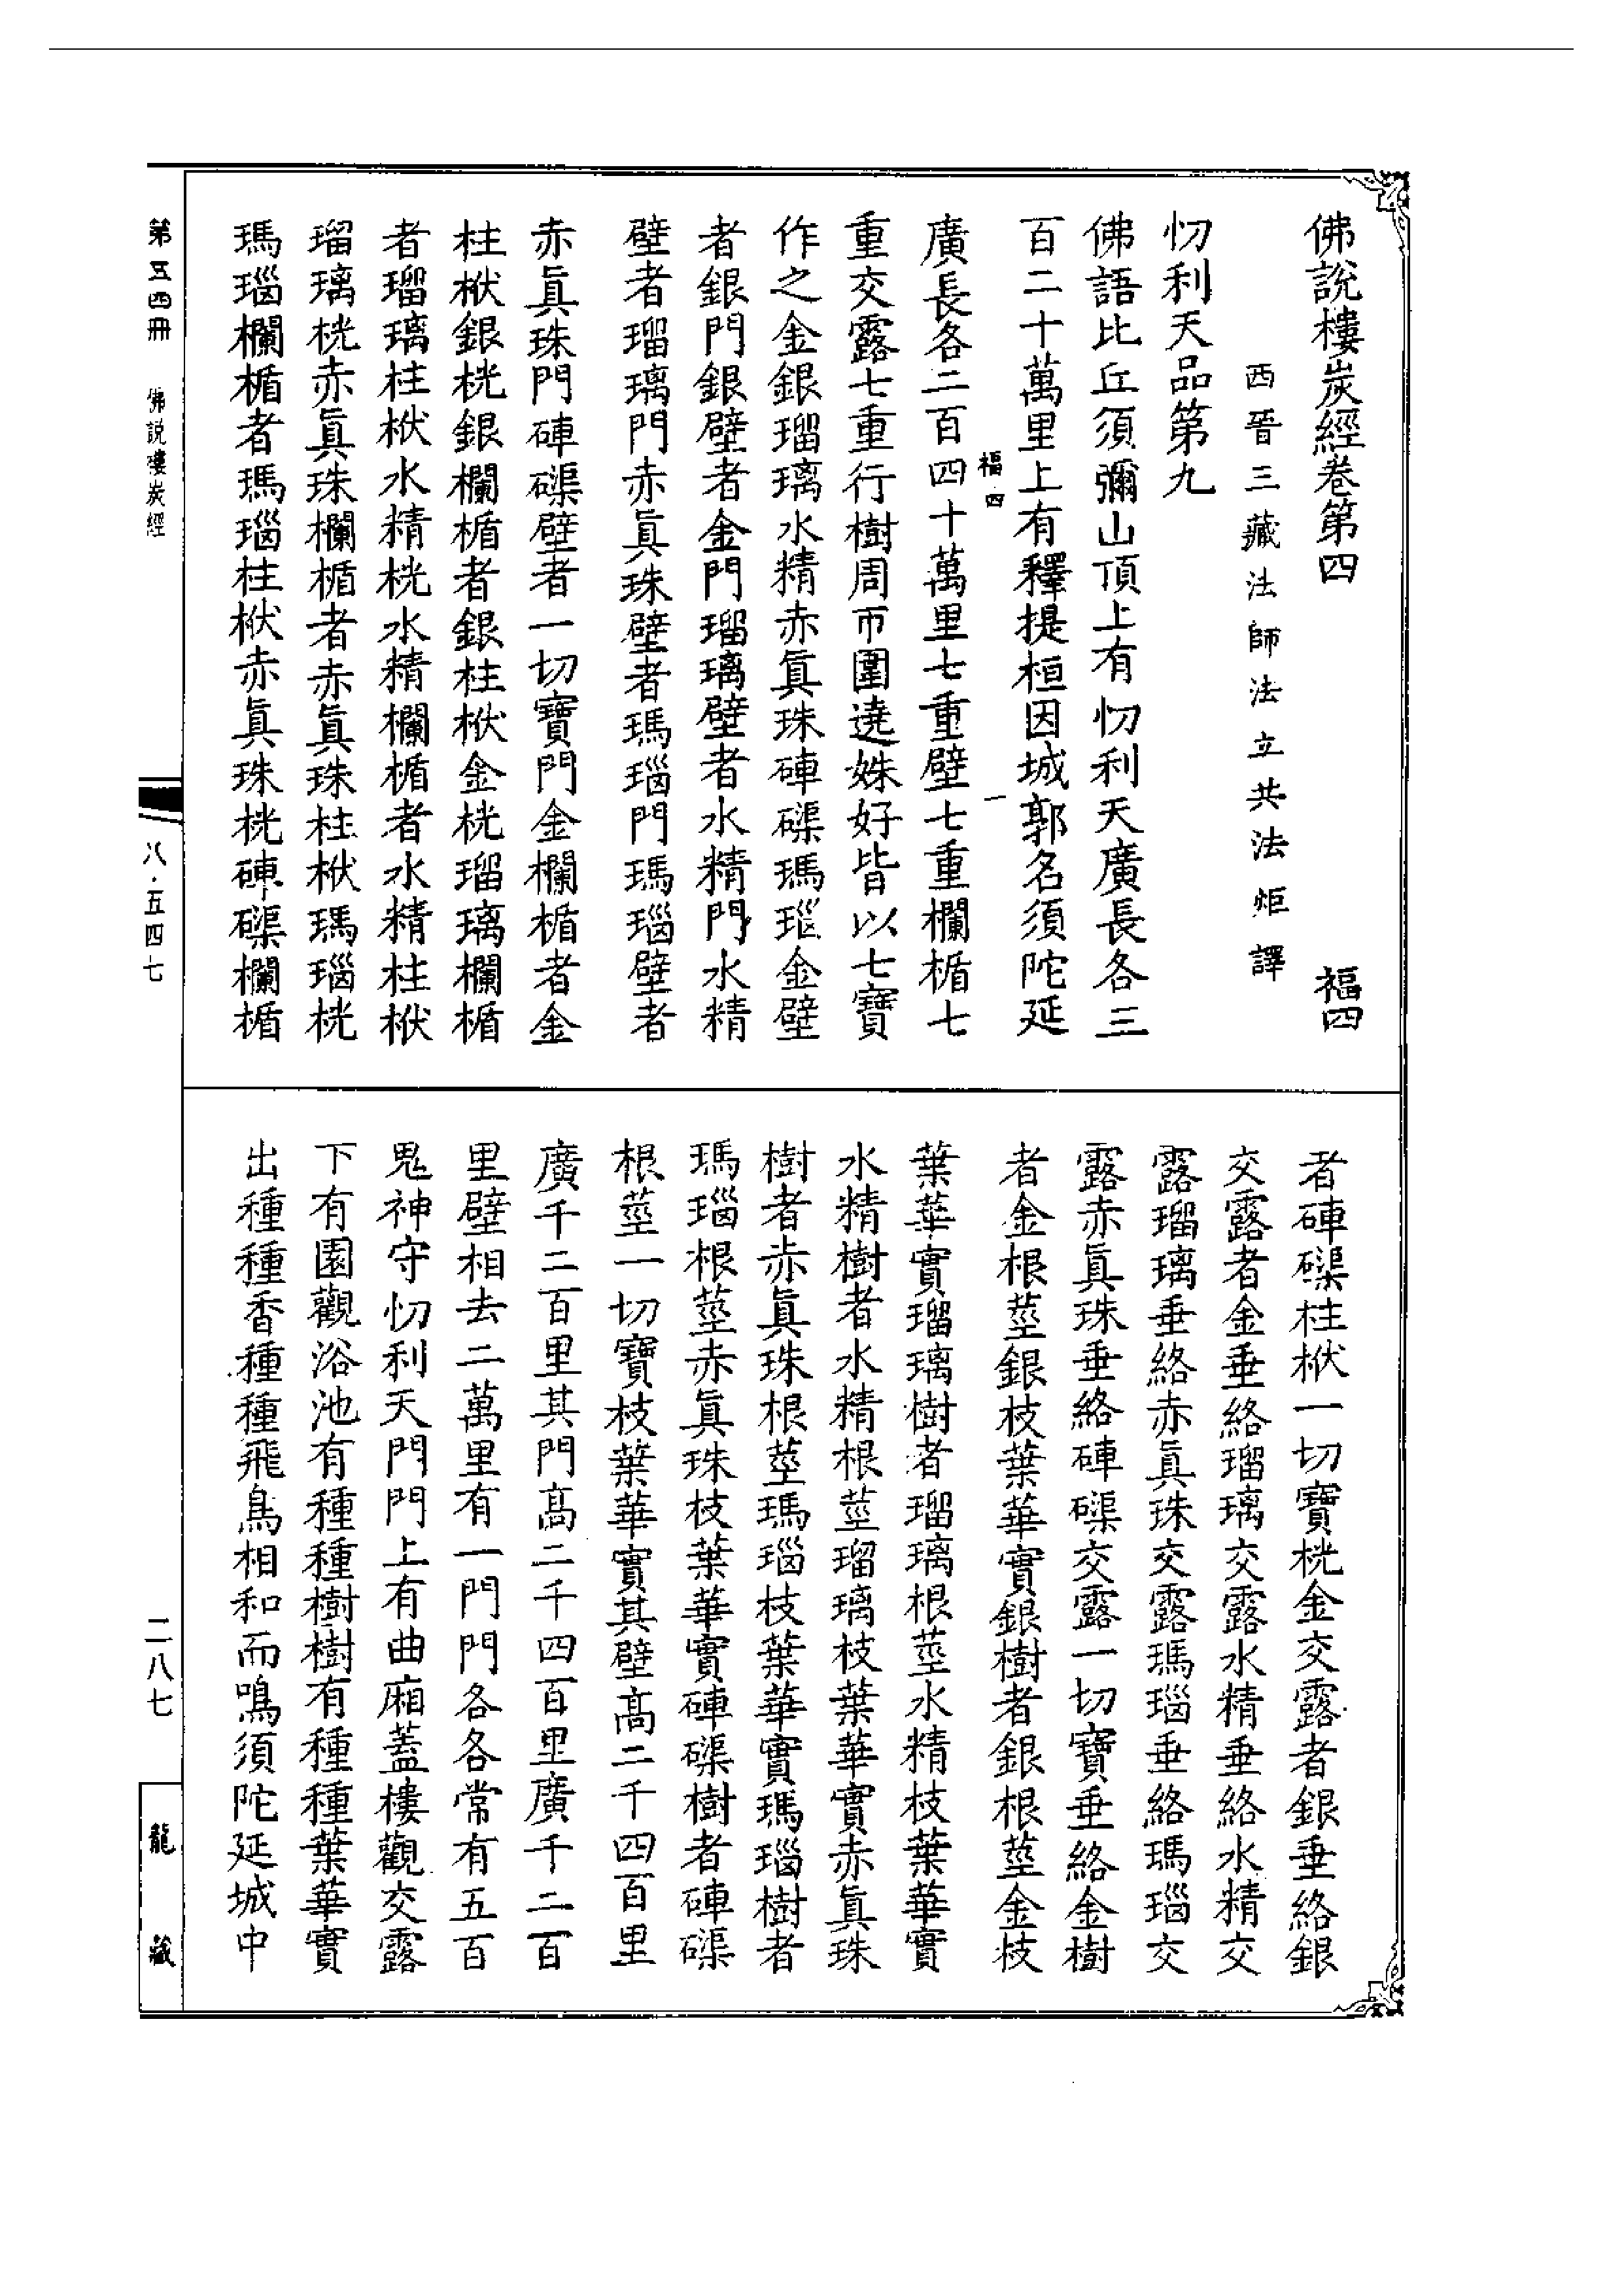 佛說樓炭經卷第四　福四
西晉三藏法師法立共法炬譯
忉利天品第九
佛語比丘須彌山頂上有忉利天廣長各三
百二十萬里上有釋提桓因城郭名須陀延
福四　一
廣長各二百四十萬里七重壁七重欄楯七
重交露七重行樹周帀圍遶姝好皆以七寶
作之金銀瑠璃水精赤眞珠硨磲瑪瑙金壁
者銀門銀壁者金門瑠璃壁者水精門水精
壁者瑠璃門赤眞珠壁者瑪瑙門瑪瑙壁者
赤眞珠門硨磲壁者一切寶門金欄楯者金
柱栿銀桄銀欄楯者銀柱栿金桄瑠璃欄楯
者瑠璃柱栿水精桄水精欄楯者水精柱栿
瑠璃桄赤眞珠欄楯者赤眞珠柱栿瑪瑙桄
瑪瑙欄楯者瑪瑙柱栿赤眞珠桄硨磲欄楯
者硨磲柱栿一切寶桄金交露者銀垂絡銀
交露者金垂絡瑠璃交露水精垂絡水精交
露瑠璃垂絡赤眞珠交露瑪瑙垂絡瑪瑙交
露赤眞珠垂絡硨磲交露一切寶垂絡金樹
者金根莖銀枝葉華實銀樹者銀根莖金枝
葉華實瑠璃樹者瑠璃根莖水精枝葉華實
水精樹者水精根莖瑠璃枝葉華實赤眞珠
樹者赤眞珠根莖瑪瑙枝葉華實瑪瑙樹者
瑪瑙根莖赤眞珠枝葉華實硨磲樹者硨磲
根莖一切寶枝葉華實其壁高二千四百里
廣千二百里其門高二千四百里廣千二百
里壁相去二萬里有一門門各各常有五百
鬼神守忉利天門門上有曲廂蓋樓觀交露
下有園觀浴池有種種樹樹有種種葉華實
出種種香種種飛鳥相和而鳴須陀延城中
第五四冊　佛說樓炭經
八·五四七
二八七
龍藏